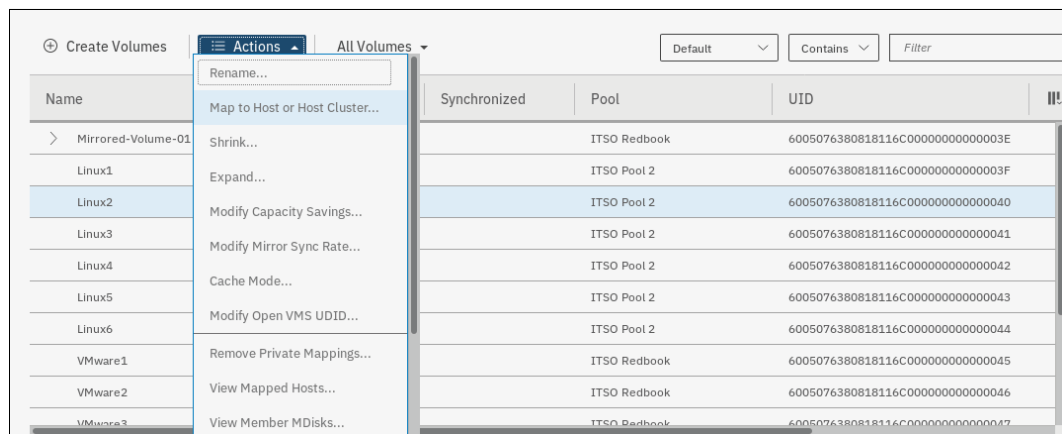 Create Volumes Actions All Volumes Default Contains Filter
Rename...
Name Synchronized Pool UID
Map to Host or Host Cluster...
Mirrored-Volume-01 ITSO Redbook 6005076380818116C00000000000003E
Shrink...
Linux1 ITSO Pool 2 6005076380818116C00000000000003F
Expand...
Linux2 ITSO Pool 2 6005076380818116C000000000000040
Modify Capacity Savings...
Linux3 ITSO Pool 2 6005076380818116C000000000000041
Modify Mirror Sync Rate...
Linux4 ITSO Pool 2 6005076380818116C000000000000042
Cache Mode...
Linux5 ITSO Pool 2 6005076380818116C000000000000043
Modify Open VMS UDID...
Linux6 ITSO Pool 2 6005076380818116C000000000000044
Remove Private Mappings...
VMware1 ITSO Redbook 6005076380818116C000000000000045
View Mapped Hosts...
VMware2 ITSO Redbook 6005076380818116C000000000000046
View Member MDisks...
VMware3 ITSO Redbook 6005076380818116C000000000000047